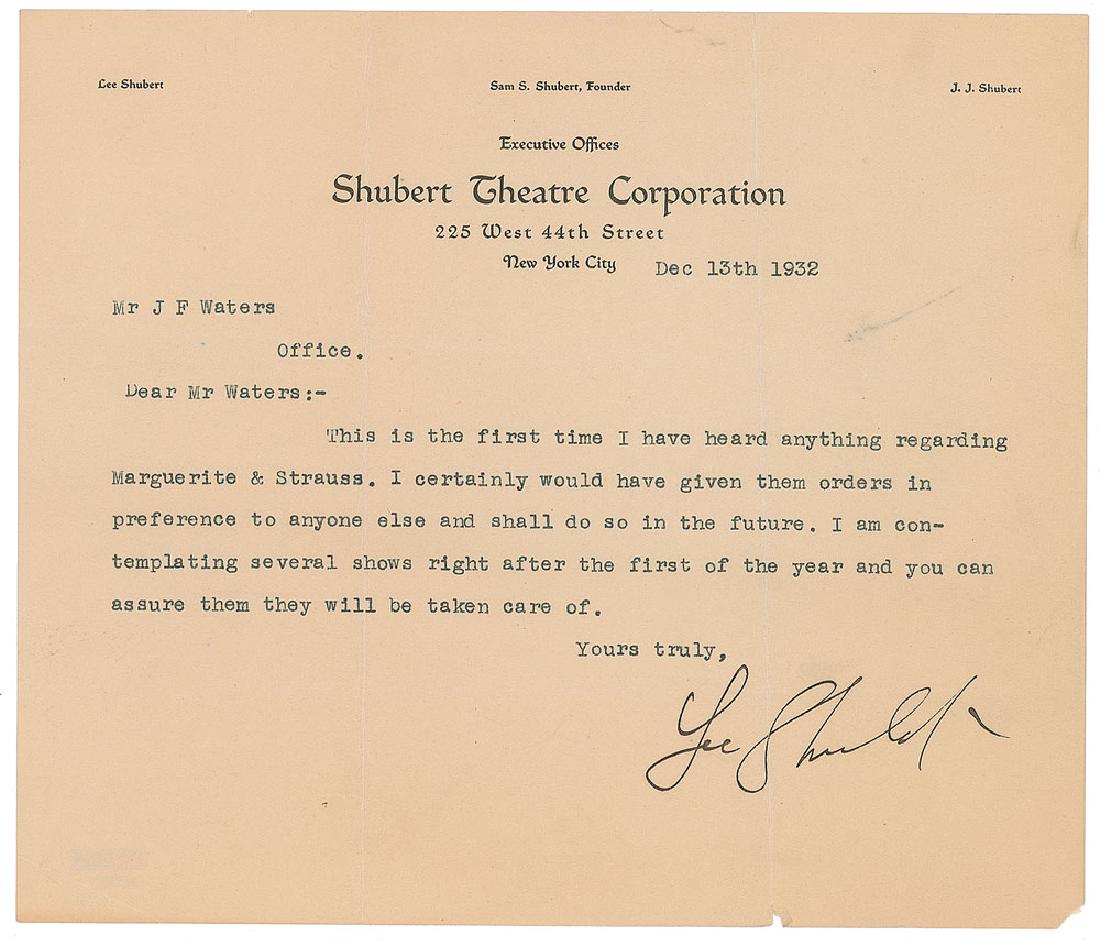 Lee Shubert
Sam S. Shubert, Founder
J. J. Shubert
Executive Offices
Shubert Theatre Corporation
225 West 44th Street
New York City
Dec 13th 1932
Mr J F Waters
Office.
Dear Mr Waters:-
This is the first time I have heard anything regarding
Marguerite & Strauss. I certainly would have given them orders in
preference to anyone else and shall do so in the future. I am con-
templating several shows right after the first of the year and you can
assure them they will be taken care of.
Yours truly,
Lee Shubert